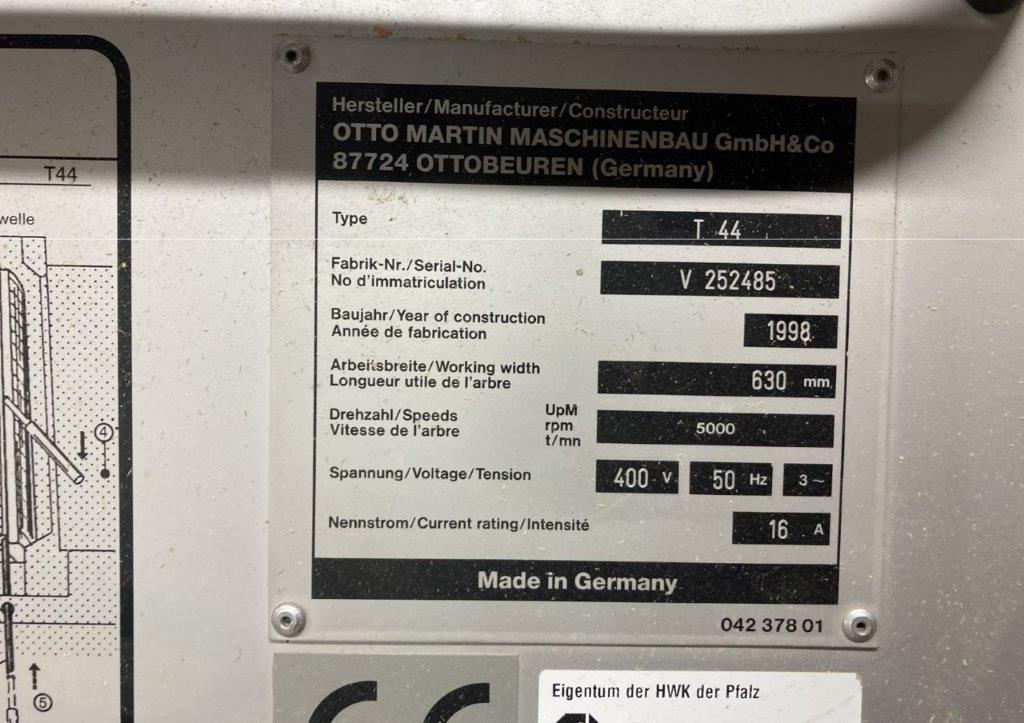 Hersteller/Manufacturer/Constructeur
OTTO MARTIN MASCHINENBAU GmbH&Co
87724 OTTOBEUREN (Germany)
Type
T 44
Fabrik-Nr./Serial-No.
No d'immatriculation
V 252485
Baujahr/Year of construction
Année de fabrication
1998
Arbeitsbreite/Working width
Longueur utile de l'arbre
630 mm
Drehzahl/Speeds
Vitesse de l'arbre
UpM
rpm
t/mn
5000
Spannung/Voltage/Tension
400 V 50 Hz 3~
Nennstrom/Current rating/Intensité
16 A
Made in Germany
042 378 01
T44
welle
4
5
CE
Eigentum der HWK der Pfalz